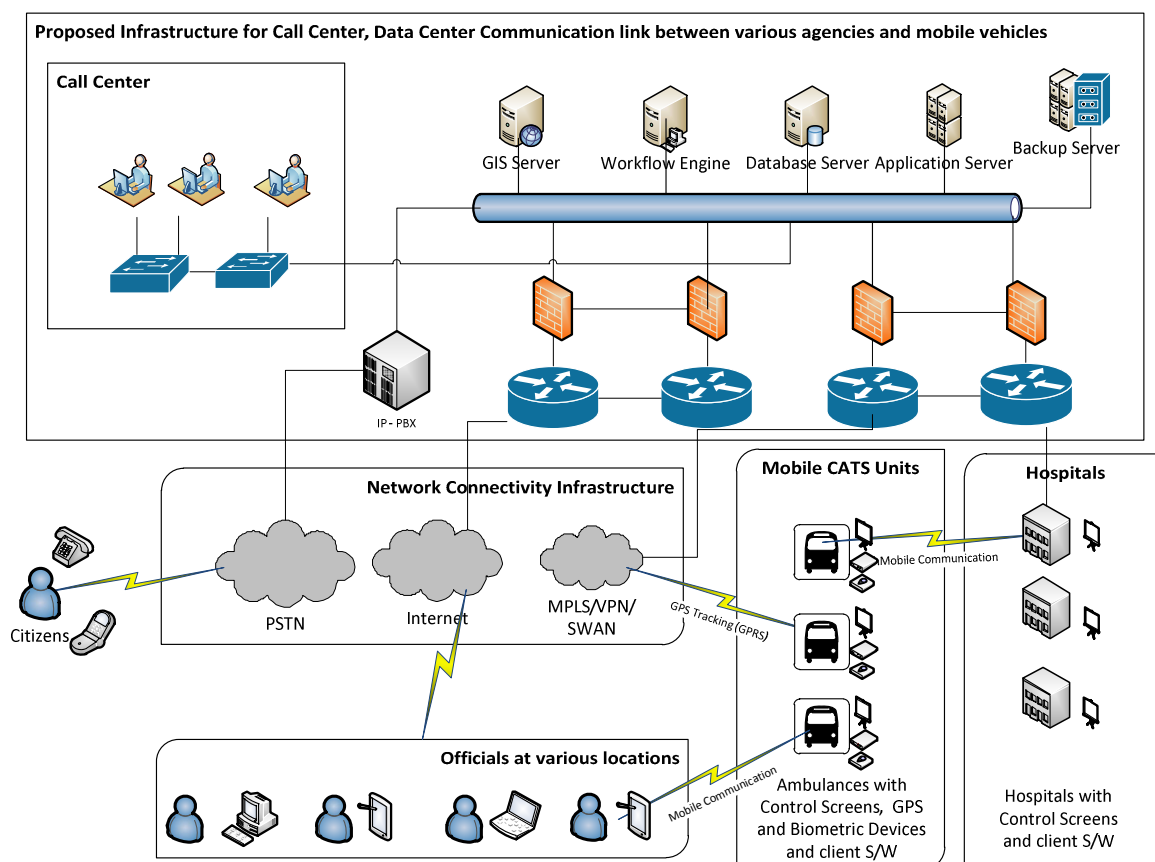 Proposed Infrastructure for Call Center, Data Center Communication link between various agencies and mobile vehicles
Call Center
GIS Server
Workflow Engine
Database Server
Application Server
Backup Server
IP - PBX
Network Connectivity Infrastructure
PSTN
Internet
MPLS/VPN/
SWAN
Citizens
Mobile CATS Units
Hospitals
Mobile Communication
GPS Tracking (GPRS)
Officials at various locations
Mobile Communication
Ambulances with
Control Screens, GPS
and Biometric Devices
and client S/W
Hospitals with
Control Screens
and client S/W